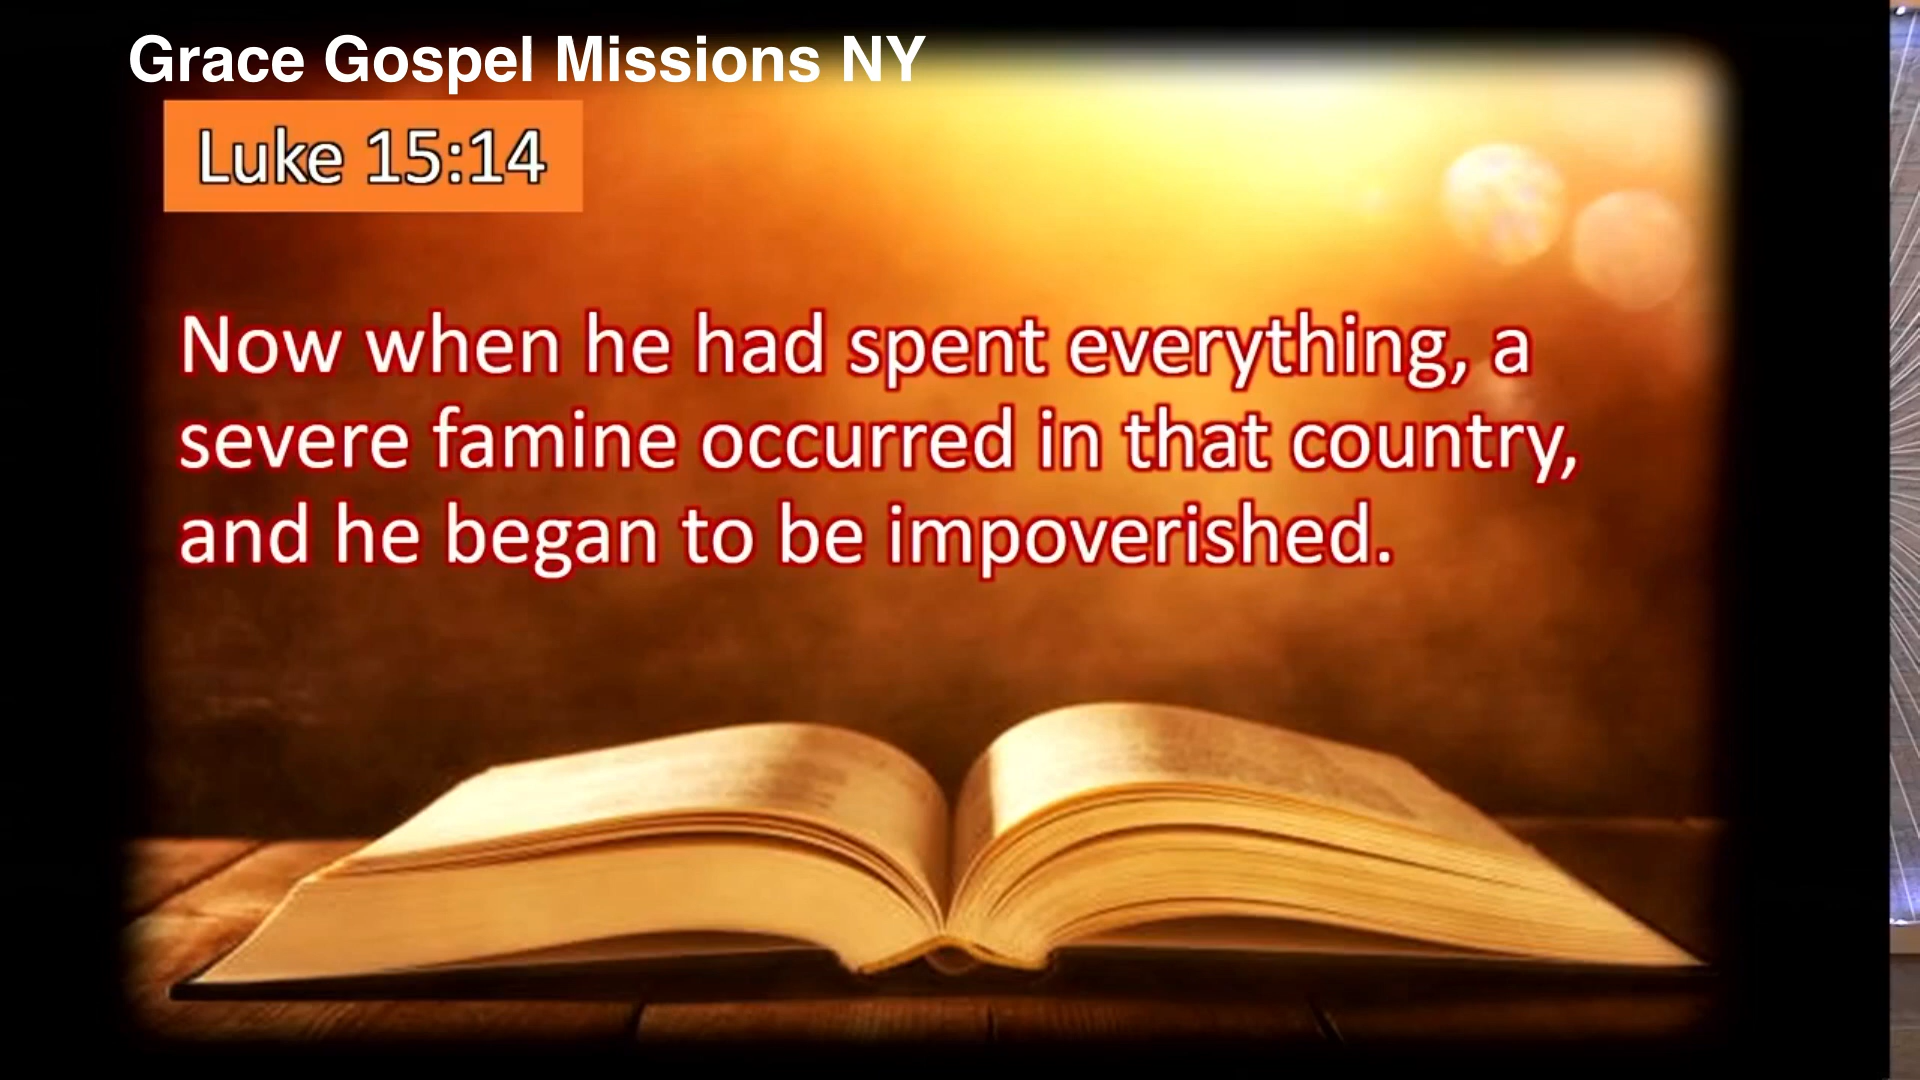 Grace Gospel Missions NY
Luke 15:14
Now when he had spent everything, a
severe famine occurred in that country,
and he began to be impoverished.